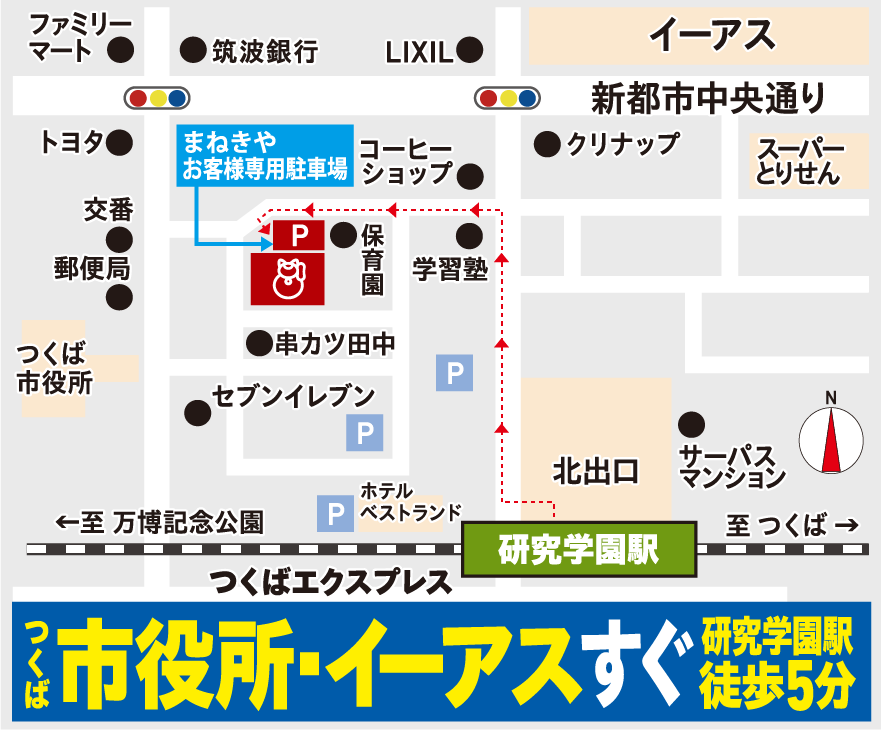 ファミリー
マート
筑波銀行
LIXIL
イーアス
新都市中央通り
トヨタ
まねきや
お客様専用駐車場
コーヒー
ショップ
クリナップ
スーパー
とりせん
交番
P
保育園
学習塾
郵便局
つくば
市役所
串カツ田中
P
セブンイレブン
P
N
サーパス
マンション
北出口
ホテル
ベストランド
P
←至 万博記念公園
至 つくば→
研究学園駅
つくばエクスプレス
つくば
市役所・イーアスすぐ
研究学園駅
徒歩5分